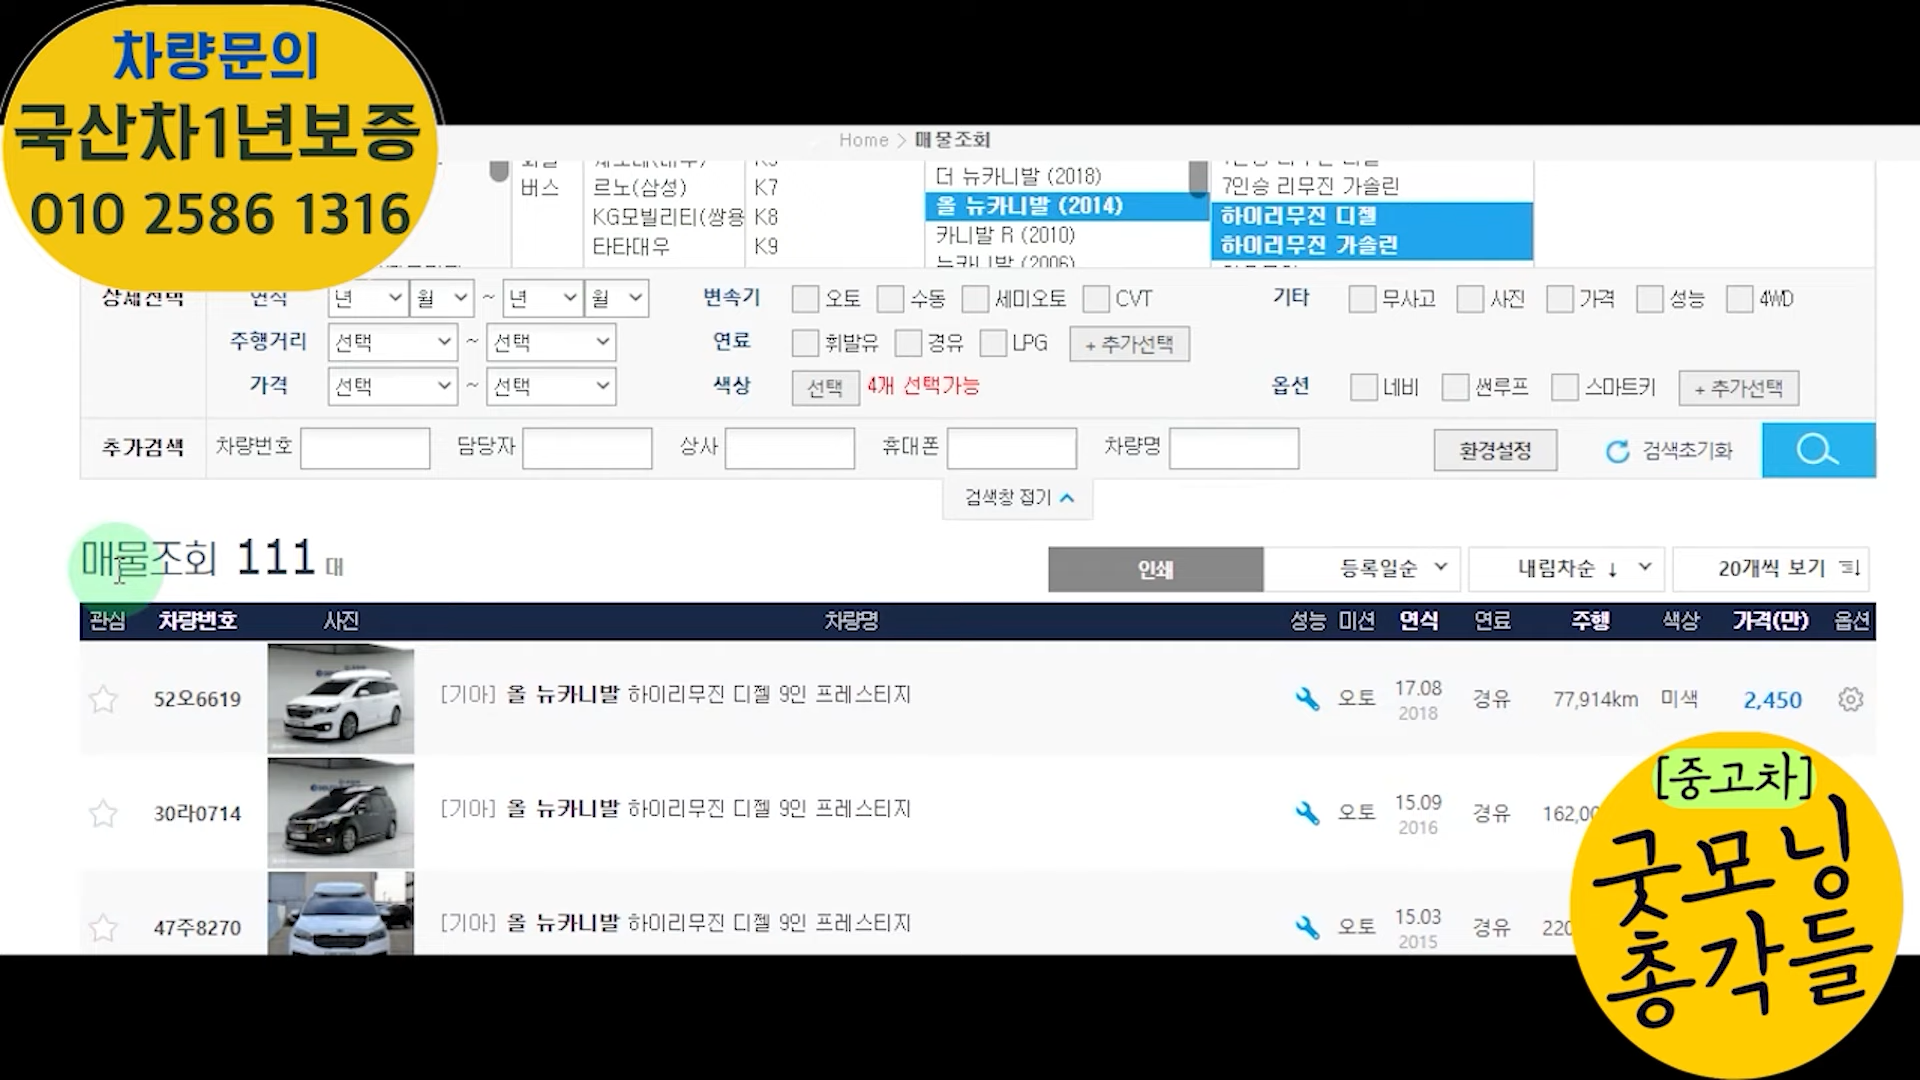 차량문의
국산차1년보증
010 2586 1316
Home > 매물조회
버스
르노(삼성)
K7
더 뉴카니발 (2018)
7인승 리무진 가솔린
KG모빌리티(쌍용
K8
올 뉴카니발 (2014)
하이리무진 디젤
타타대우
K9
카니발 R (2010)
하이리무진 가솔린
뉴카니발 (2006)
상세선택 연식 년 월 ~ 년 월 변속기 오토 수동 세미오토 CVT 기타 무사고 사진 가격 성능 4WD
주행거리 선택 ~ 선택 연료 휘발유 경유 LPG + 추가선택
가격 선택 ~ 선택 색상 선택 4개 선택가능 옵션 네비 썬루프 스마트키 + 추가선택
추가검색 차량번호 담당자 상사 휴대폰 차량명 환경설정 검색초기화
검색창 접기
매물조회 111 대
인쇄 등록일순 내림차순 ↓ 20개씩 보기
관심 차량번호 사진 차량명 성능 미션 연식 연료 주행 색상 가격(만) 옵션
52오6619 [기아] 올 뉴카니발 하이리무진 디젤 9인 프레스티지 오토 17.08 경유 77,914km 미색 2,450
2018
30라0714 [기아] 올 뉴카니발 하이리무진 디젤 9인 프레스티지 오토 15.09 경유 162,00
2016
47주8270 [기아] 올 뉴카니발 하이리무진 디젤 9인 프레스티지 오토 15.03 경유 220
2015
[중고차]
굿모닝
총각들